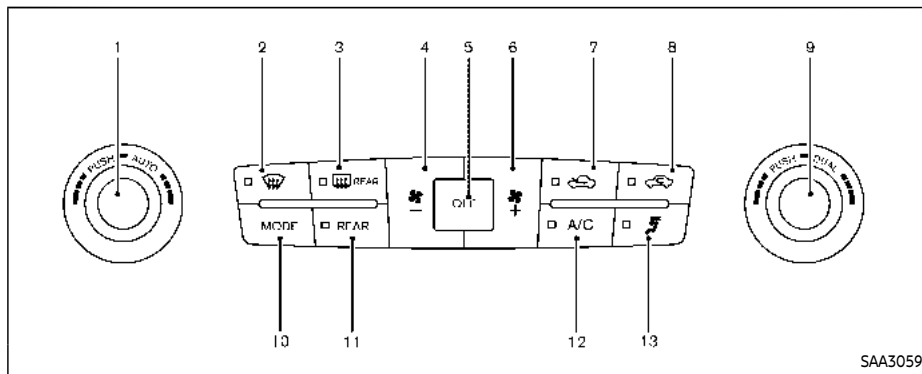 1 2 3 4 5 6 7 8 9
PUSH AUTO
REAR
OFF
PUSH DUAL
MODE
REAR
A/C
10 11 12 13
SAA3059